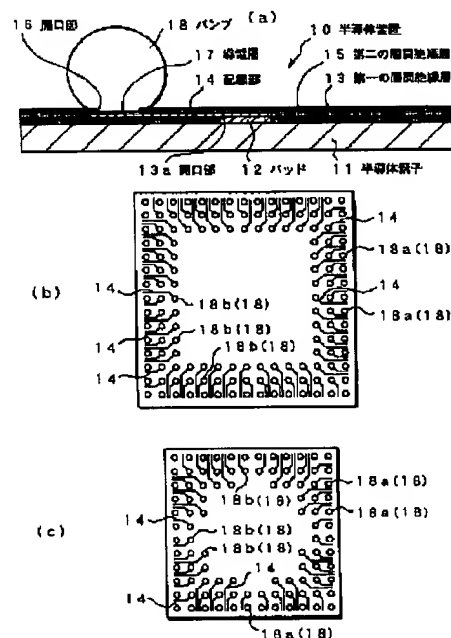 (a)
16 開口部
18 バンプ
17 導電層
14 配線部
10 半導体装置
15 第二の層間絶縁層
13 第一の層間絶縁層
13a 開口部
12 パッド
11 半導体素子
(b)
14
18a(18)
14
18a(18)
14
18b(18)
14
18b(18)
14
18b(18)
(c)
18b(18)
18a(18)
18a(18)
14
18b(18)
18b(18)
14
14
18a(18)